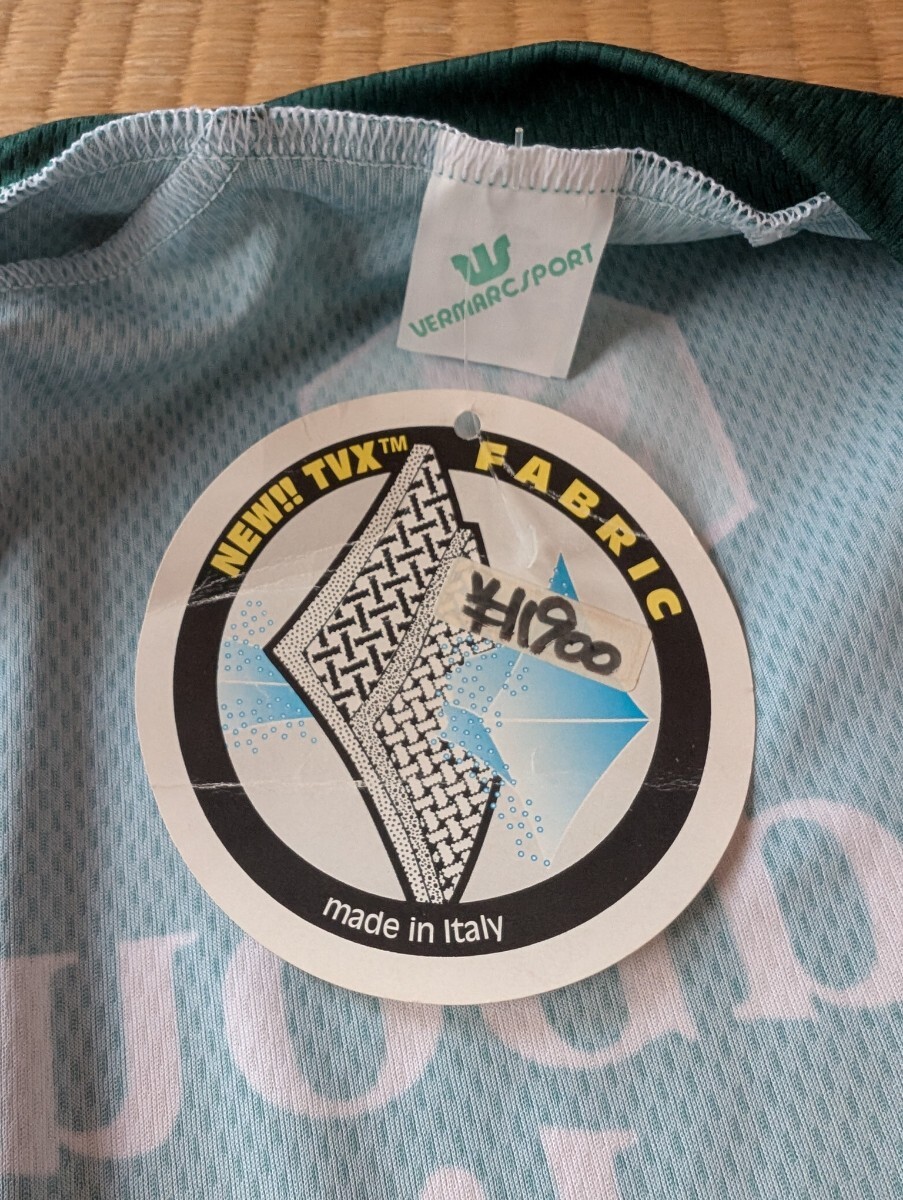 VERMARCSPORT
NEW!! TVX™ FABRIC
¥11900
made in Italy